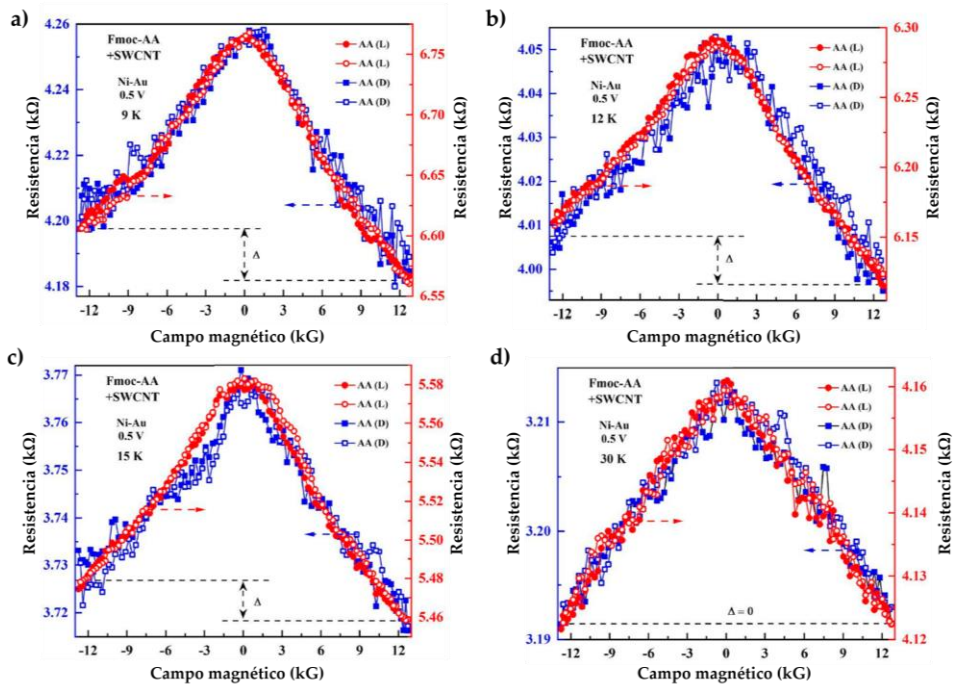 a)
4.26
4.24
4.22
4.20
4.18
Resistencia (kΩ)
Fmoc-AA
+SWCNT
Ni-Au
0.5 V
9 K
AA (L)
AA (L)
AA (D)
AA (D)
Δ
6.75
6.70
6.65
6.60
6.55
Resistencia (kΩ)
-12 -9 -6 -3 0 3 6 9 12
Campo magnético (kG)
b)
4.05
4.04
4.03
4.02
4.01
4.00
Resistencia (kΩ)
Fmoc-AA
+SWCNT
Ni-Au
0.5 V
12 K
AA (L)
AA (L)
AA (D)
AA (D)
Δ
6.30
6.25
6.20
6.15
Resistencia (kΩ)
-12 -9 -6 -3 0 3 6 9 12
Campo magnético (kG)
c)
3.77
3.76
3.75
3.74
3.73
3.72
Resistencia (kΩ)
Fmoc-AA
+SWCNT
Ni-Au
0.5 V
15 K
AA (L)
AA (L)
AA (D)
AA (D)
Δ
5.58
5.56
5.54
5.52
5.50
5.48
5.46
Resistencia (kΩ)
-12 -9 -6 -3 0 3 6 9 12
Campo magnético (kG)
d)
3.21
3.20
3.19
Resistencia (kΩ)
Fmoc-AA
+SWCNT
Ni-Au
0.5 V
30 K
AA (L)
AA (L)
AA (D)
AA (D)
Δ = 0
4.16
4.15
4.14
4.13
4.12
Resistencia (kΩ)
-12 -9 -6 -3 0 3 6 9 12
Campo magnético (kG)